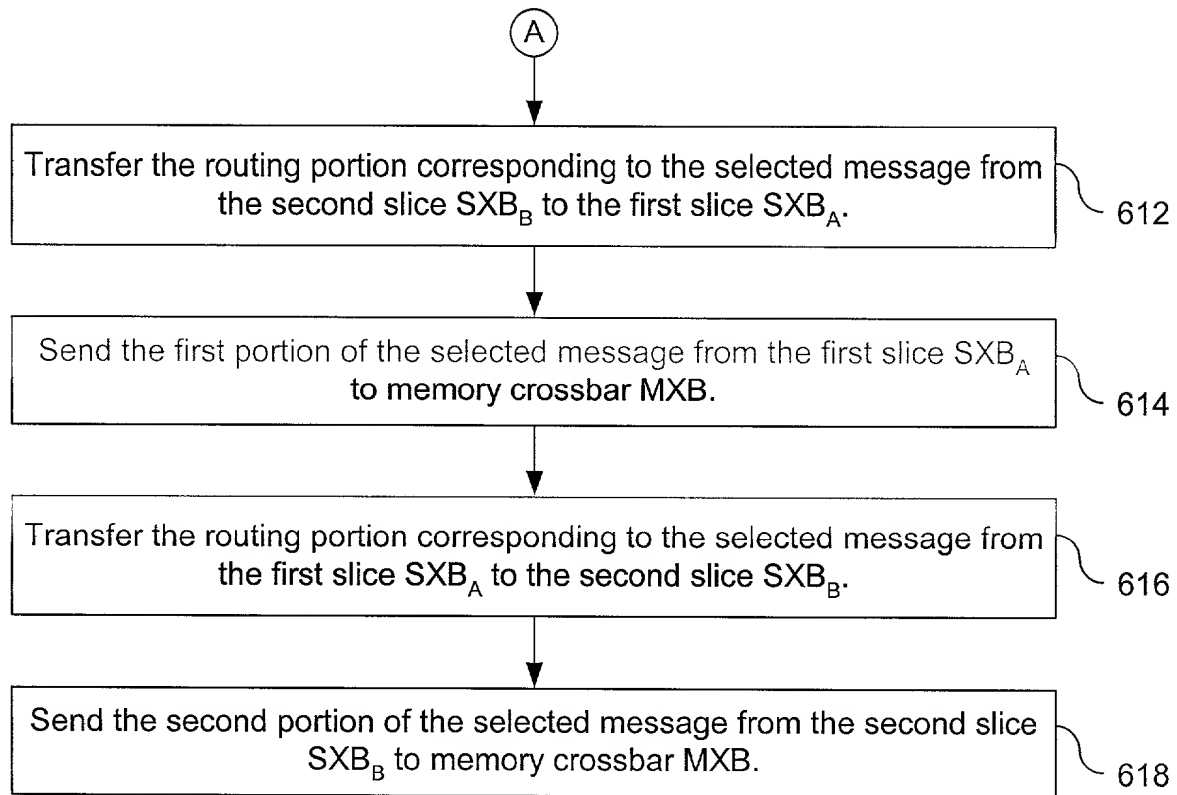 A
Transfer the routing portion corresponding to the selected message from
the second slice SXB_B to the first slice SXB_A.
612
Send the first portion of the selected message from the first slice SXB_A
to memory crossbar MXB.
614
Transfer the routing portion corresponding to the selected message from
the first slice SXB_A to the second slice SXB_B.
616
Send the second portion of the selected message from the second slice
SXB_B to memory crossbar MXB.
618